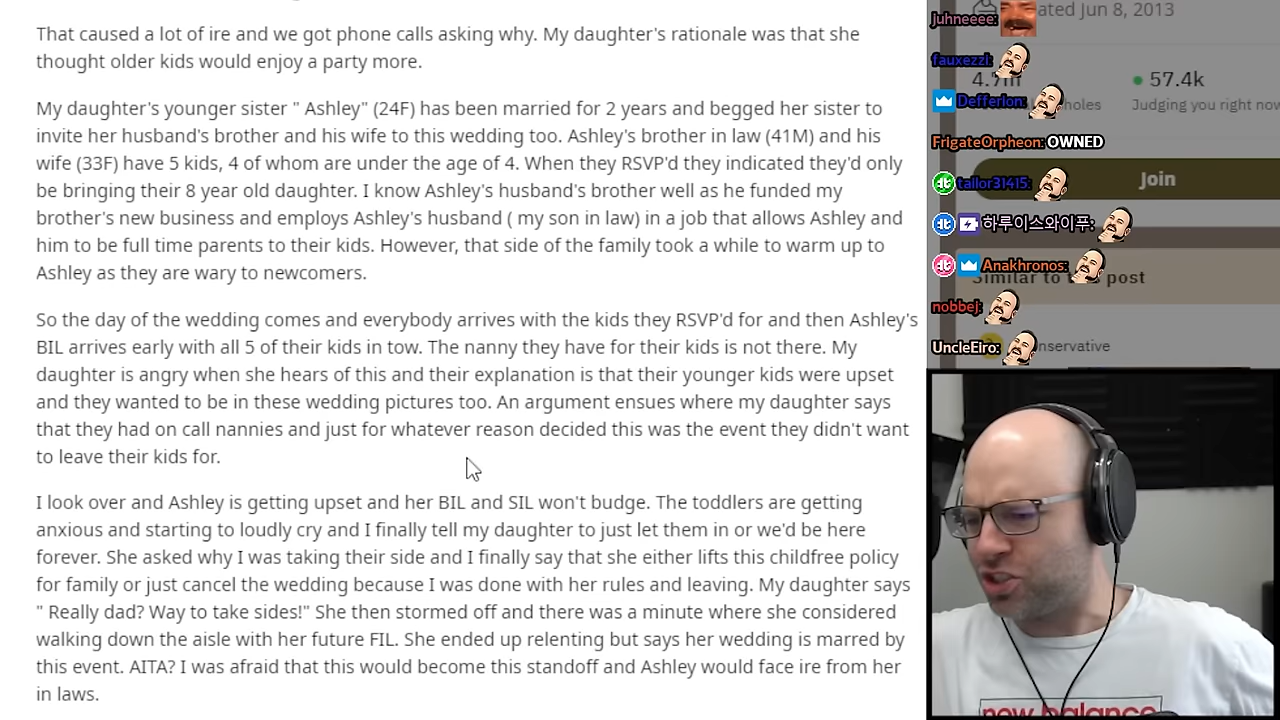 That caused a lot of ire and we got phone calls asking why. My daughter's rationale was that she
thought older kids would enjoy a party more.
My daughter's younger sister " Ashley" (24F) has been married for 2 years and begged her sister to
invite her husband's brother and his wife to this wedding too. Ashley's brother in law (41M) and his
wife (33F) have 5 kids, 4 of whom are under the age of 4. When they RSVP'd they indicated they'd only
be bringing their 8 year old daughter. I know Ashley's husband's brother well as he funded my
brother's new business and employs Ashley's husband ( my son in law) in a job that allows Ashley and
him to be full time parents to their kids. However, that side of the family took a while to warm up to
Ashley as they are wary to newcomers.
So the day of the wedding comes and everybody arrives with the kids they RSVP'd for and then Ashley's
BIL arrives early with all 5 of their kids in tow. The nanny they have for their kids is not there. My
daughter is angry when she hears of this and their explanation is that their younger kids were upset
and they wanted to be in these wedding pictures too. An argument ensues where my daughter says
that they had on call nannies and just for whatever reason decided this was the event they didn't want
to leave their kids for.
I look over and Ashley is getting upset and her BIL and SIL won't budge. The toddlers are getting
anxious and starting to loudly cry and I finally tell my daughter to just let them in or we'd be here
forever. She asked why I was taking their side and I finally say that she either lifts this childfree policy
for family or just cancel the wedding because I was done with her rules and leaving. My daughter says
" Really dad? Way to take sides!" She then stormed off and there was a minute where she considered
walking down the aisle with her future FIL. She ended up relenting but says her wedding is marred by
this event. AITA? I was afraid that this would become this standoff and Ashley would face ire from her
in laws.
juhneeee:
ated Jun 8, 2013
fauxezzi:
57.4k
Defferion:
holes
Judging you right now
FrigateOrpheon: OWNED
tailor31415:
Join
하루이스와이푸:
Anakhronos:
Similar to post
nobbej:
UncleEiro:
nservative
new balance